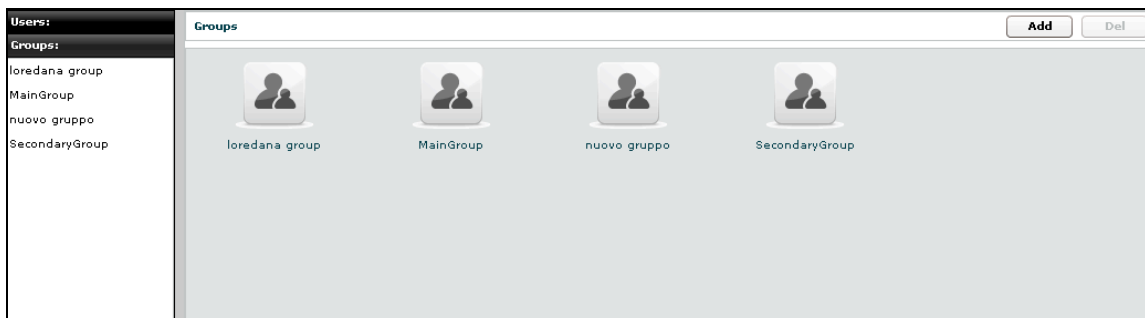 Users:
Groups:
loredana group
MainGroup
nuovo gruppo
SecondaryGroup
Groups
Add
Del
loredana group
MainGroup
nuovo gruppo
SecondaryGroup